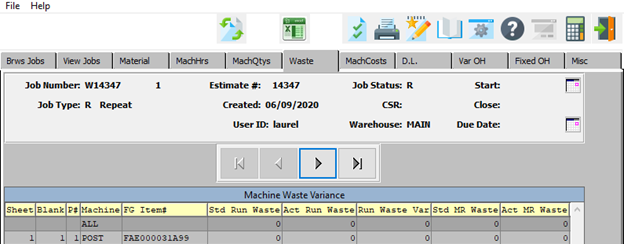 File Help
Brws Jobs View Jobs Material MachHrs MachQtys Waste MachCosts D.L. Var OH Fixed OH Misc
Job Number: W14347 1 Estimate #: 14347 Job Status: R Start:
Job Type: R Repeat Created: 06/09/2020 CSR: Close:
User ID: laurel Warehouse: MAIN Due Date:
Machine Waste Variance
Sheet Blank P# Machine FG Item# Std Run Waste Act Run Waste Run Waste Var Std MR Waste Act MR Waste
ALL 0 0 0 0 0
1 1 1 POST FAE000031A99 0 0 0 0 0